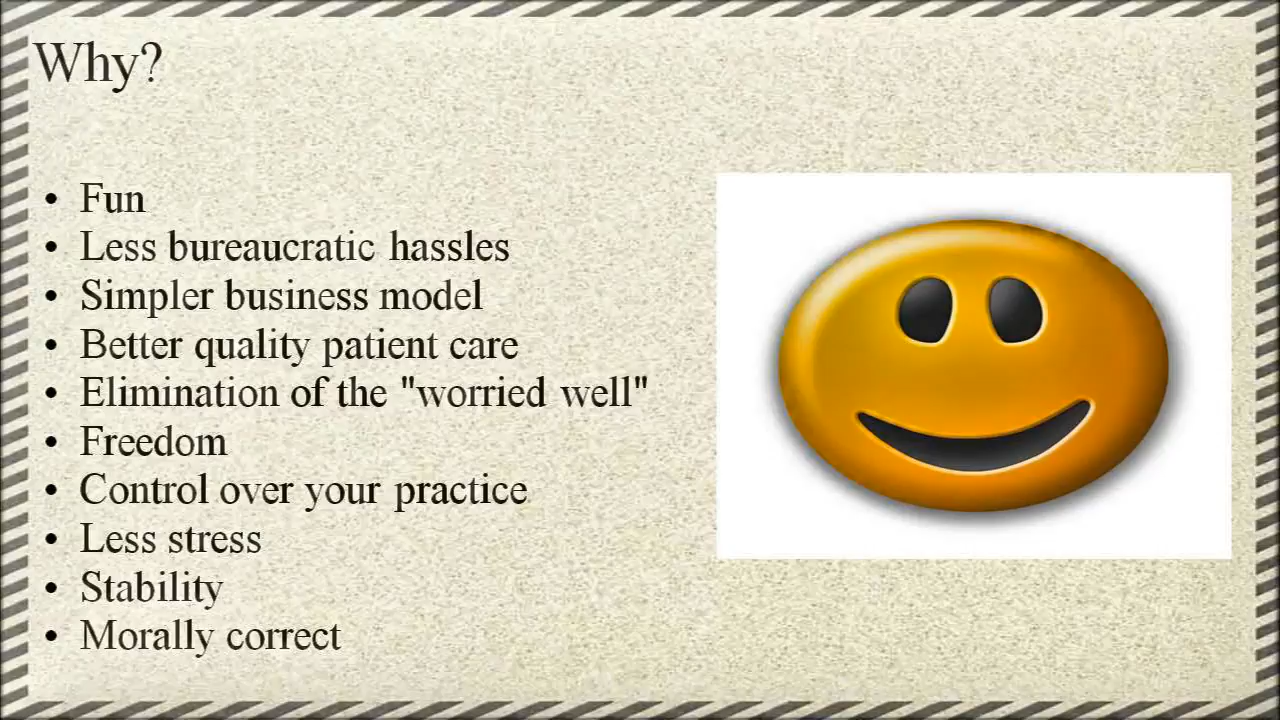 Why?
• Fun
• Less bureaucratic hassles
• Simpler business model
• Better quality patient care
• Elimination of the "worried well"
• Freedom
• Control over your practice
• Less stress
• Stability
• Morally correct